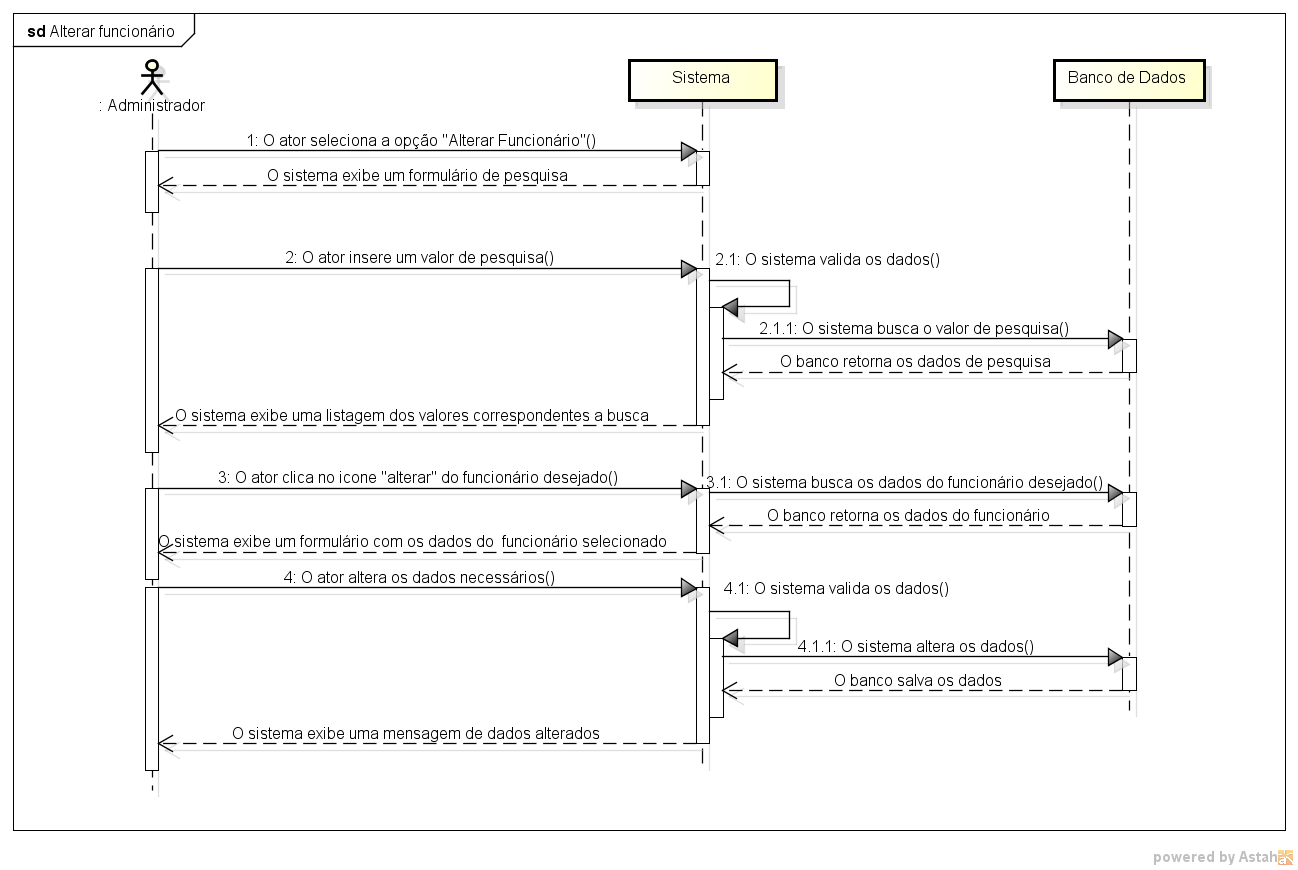 sd Alterar funcionário
: Administrador
Sistema
Banco de Dados
1: O ator seleciona a opção "Alterar Funcionário"()
O sistema exibe um formulário de pesquisa
2: O ator insere um valor de pesquisa()
2.1: O sistema valida os dados()
2.1.1: O sistema busca o valor de pesquisa()
O banco retorna os dados de pesquisa
O sistema exibe uma listagem dos valores correspondentes a busca
3: O ator clica no icone "alterar" do funcionário desejado()
3.1: O sistema busca os dados do funcionário desejado()
O banco retorna os dados do funcionário
O sistema exibe um formulário com os dados do  funcionário selecionado
4: O ator altera os dados necessários()
4.1: O sistema valida os dados()
4.1.1: O sistema altera os dados()
O banco salva os dados
O sistema exibe uma mensagem de dados alterados
powered by Astah